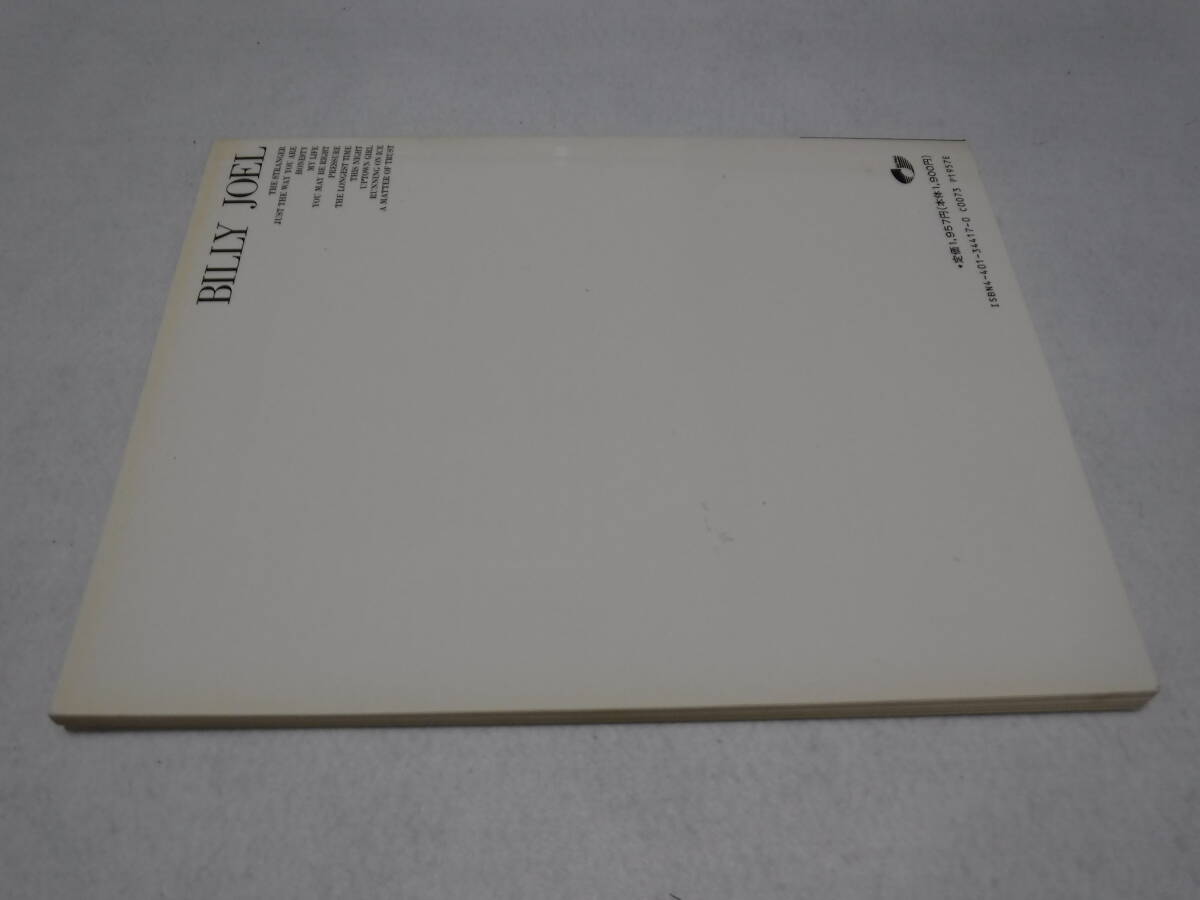 BILLY JOEL
THE STRANGER
JUST THE WAY YOU ARE
HONESTY
MY LIFE
YOU MAY BE RIGHT
PRESSURE
THE LONGEST TIME
THIS NIGHT
UPTOWN GIRL
RUNNING ON ICE
A MATTER OF TRUST
*定価1,957円(本体1,900円)
ISBN4-401-34417-0 C0073 P1957E